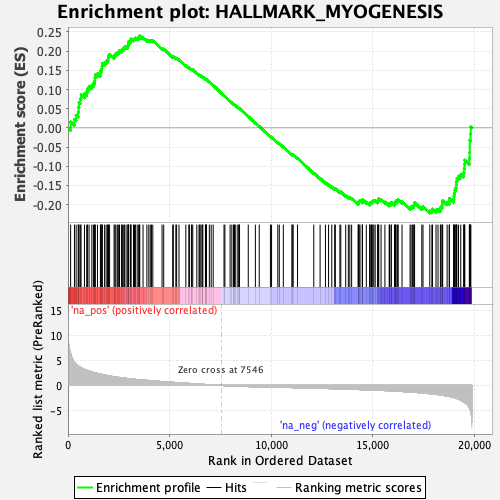 Enrichment plot: HALLMARK_MYOGENESIS
Enrichment score (ES)
0.25
0.20
0.15
0.10
0.05
0.00
-0.05
-0.10
-0.15
-0.20
'na_pos' (positively correlated)
Ranked list metric (PreRanked)
15
10
5
0
-5
Zero cross at 7546
'na_neg' (negatively correlated)
0
5,000
10,000
15,000
20,000
Rank in Ordered Dataset
Enrichment profile
Hits
Ranking metric scores